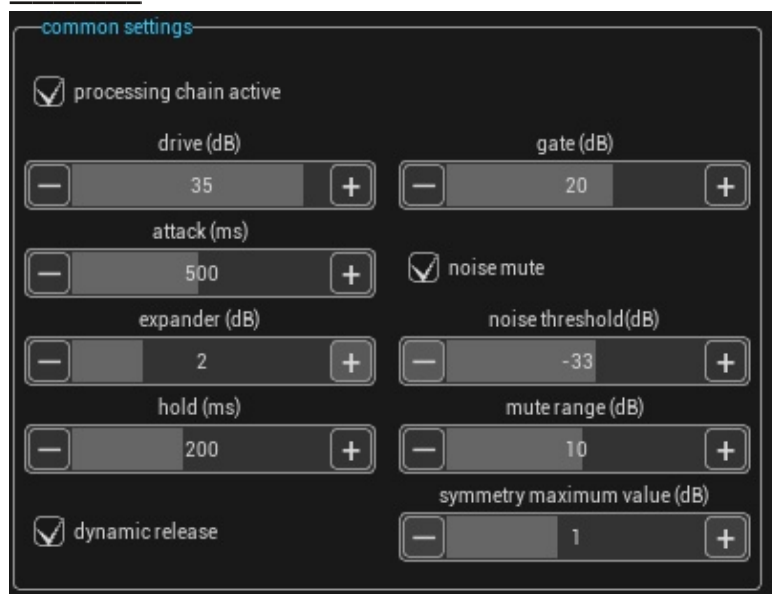 common settings
processing chain active
drive (dB)
gate (dB)
35
20
attack (ms)
500
noise mute
expander (dB)
noise threshold(dB)
2
-33
hold (ms)
mute range (dB)
200
10
symmetry maximum value (dB)
dynamic release
1